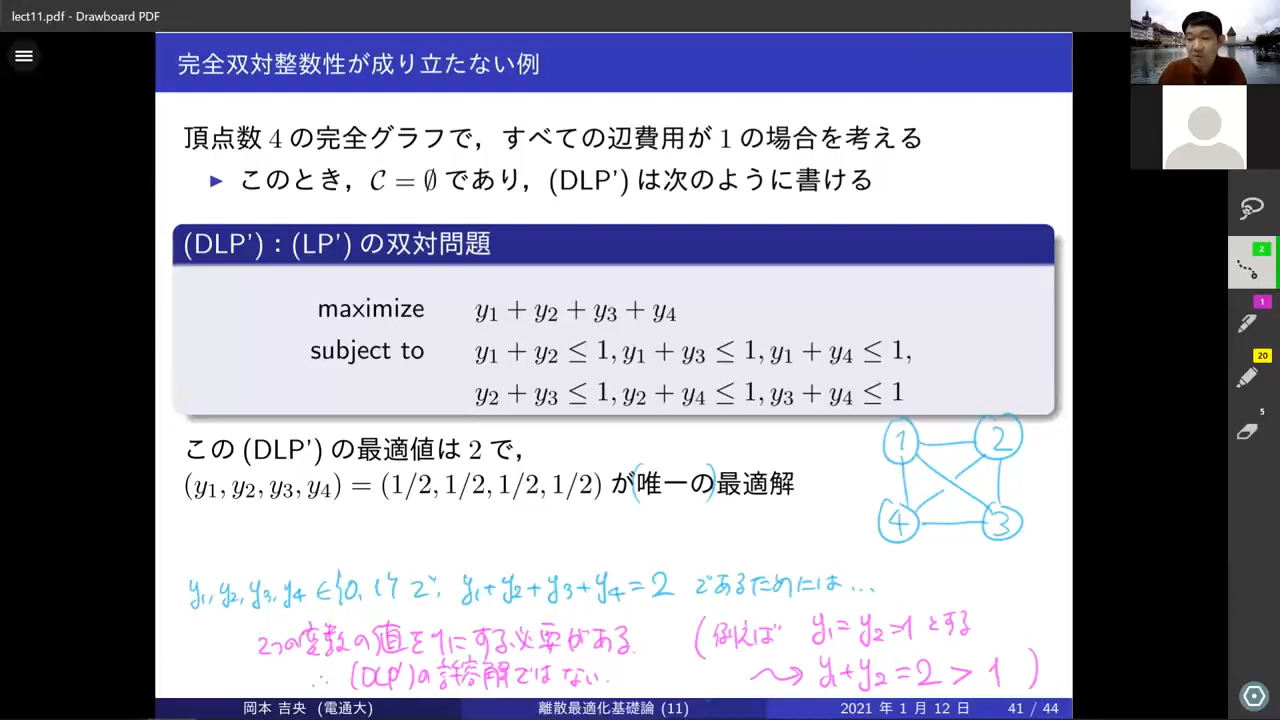 lect11.pdf - Drawboard PDF
完全双対整数性が成り立たない例
頂点数 4 の完全グラフで，すべての辺費用が 1 の場合を考える
▶ このとき，C = ∅ であり，(DLP') は次のように書ける
(DLP') : (LP') の双対問題
maximize y₁ + y₂ + y₃ + y₄
subject to y₁ + y₂ ≤ 1, y₁ + y₃ ≤ 1, y₁ + y₄ ≤ 1,
y₂ + y₃ ≤ 1, y₂ + y₄ ≤ 1, y₃ + y₄ ≤ 1
この (DLP') の最適値は 2 で，
(y₁, y₂, y₃, y₄) = (1/2, 1/2, 1/2, 1/2) が(唯一の)最適解
1 2
4 3
y₁, y₂, y₃, y₄ ∈ {0, 1} で, y₁+y₂+y₃+y₄=2 であるためには…
2つの変数の値を1にする必要がある. (例えば y₁=y₂=1 とする
∴ (DLP')の許容解ではない. ⇝ y₁+y₂=2 > 1 )
岡本 吉央 (電通大) 離散最適化基礎論 (11) 2021 年 1 月 12 日 41 / 44
2
1
20
5